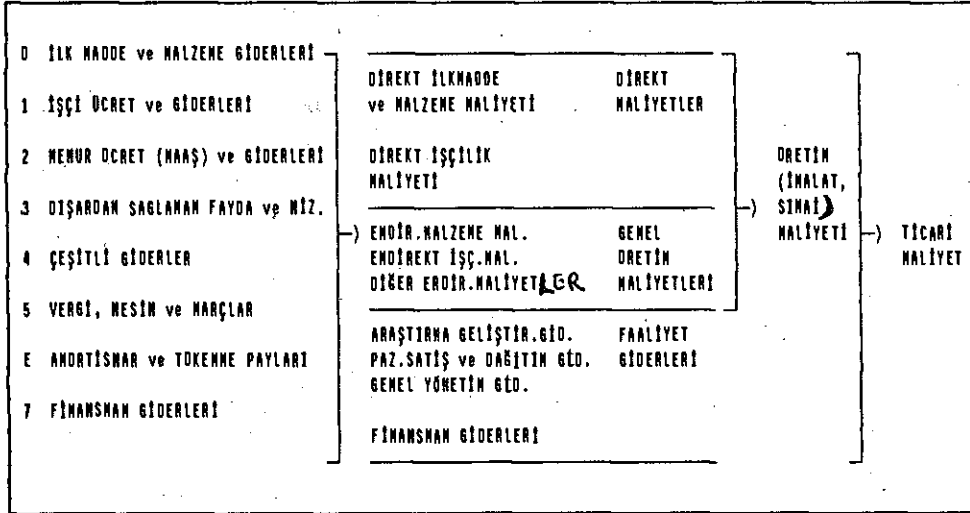 0 İLK MADDE ve MALZEME GİDERLERİ
1 İŞÇİ ÜCRET ve GİDERLERİ
2 MEMUR ÜCRET (MAAŞ) ve GİDERLERİ
3 DIŞARDAN SAGLANAN FAYDA ve HİZ.
4 ÇEŞİTLİ GİDERLER
5 VERGİ, RESİM ve HARÇLAR
E AMORTİSMAR ve TÜKENME PAYLARI
7 FİNANSMAN GİDERLERİ
DİREKT İLKMADDE DİREKT
ve MALZEME MALİYETİ MALİYETLER
DİREKT İŞÇİLİK
MALİYETİ
ENDİR.MALZEME MAL. GENEL
ENDİREKT İŞÇ.MAL. ÜRETİM
DİĞER ERDİR.MALİYETLER MALİYETLERİ
ARAŞTIRMA GELİŞTİR.GİD. FAALİYET
PAZ.SATIŞ ve DAĞITIM GİD. GİDERLERİ
GENEL YÖNETİM GİD.
FİNANSMAN GİDERLERİ
ÜRETİM
(İMALAT,
SINAİ)
MALİYETİ
TİCARİ
MALİYET